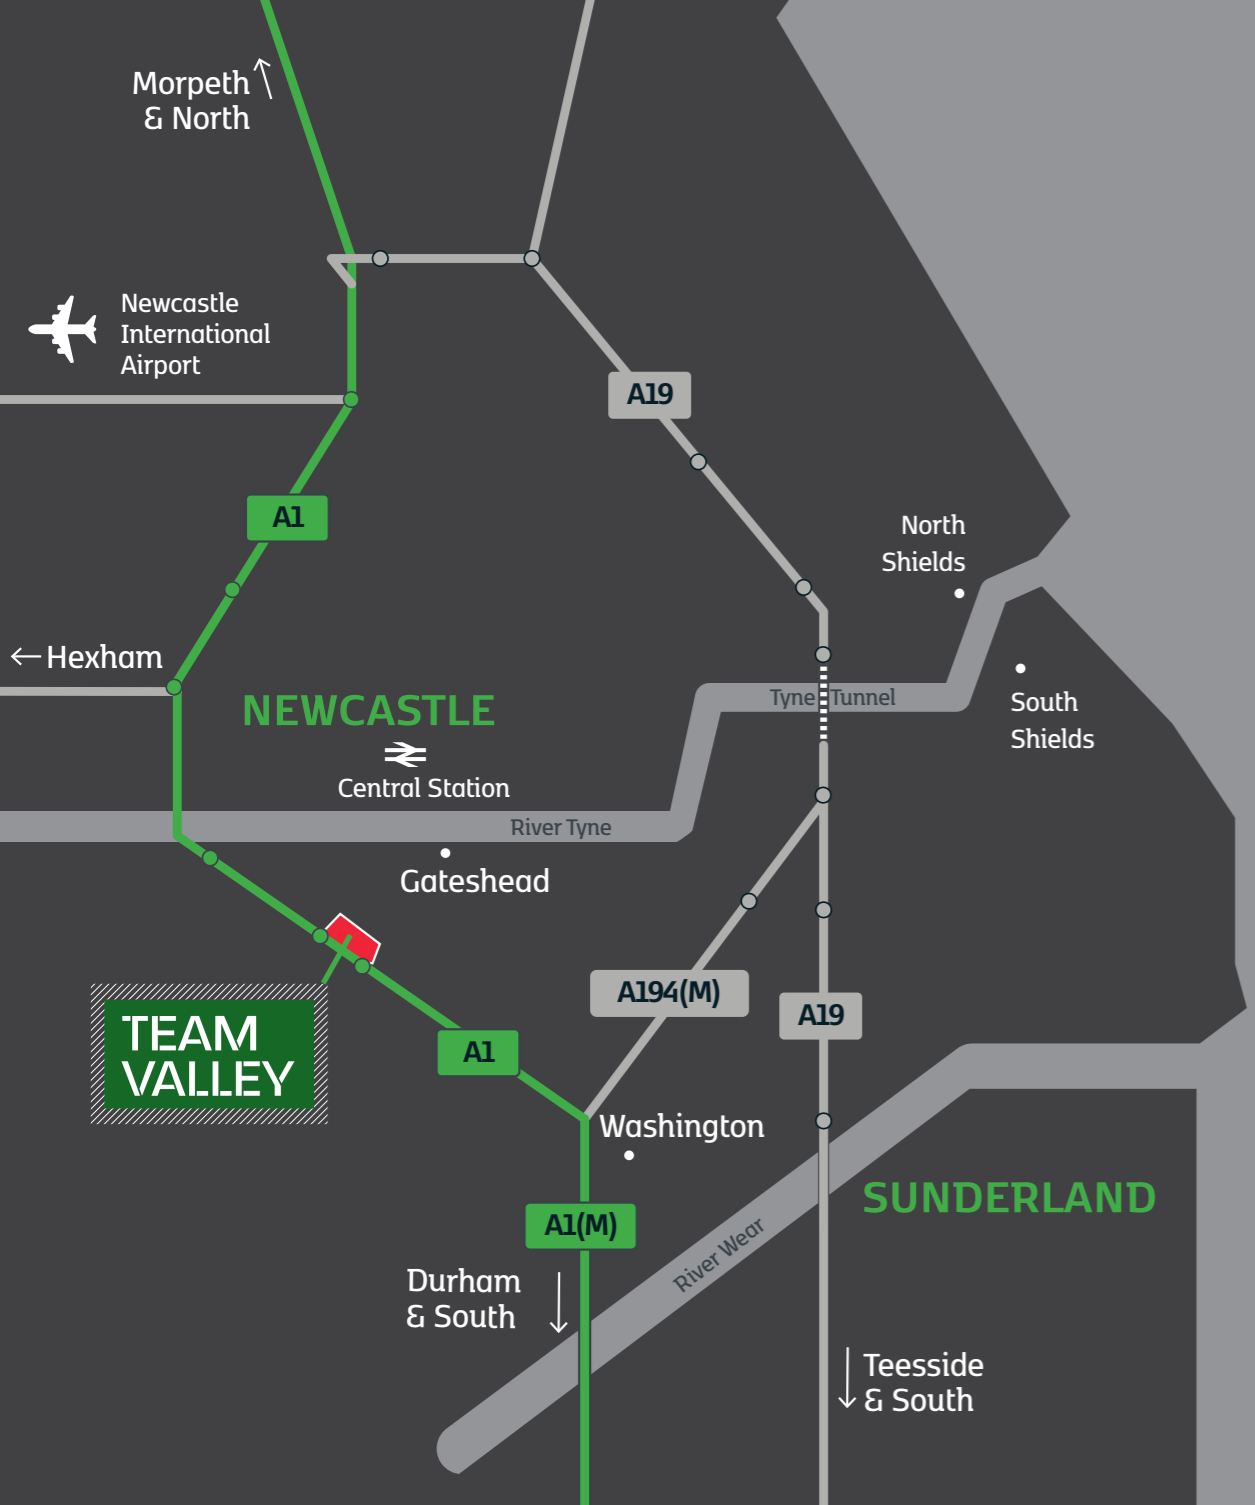 Morpeth
& North
Newcastle
International
Airport
A19
A1
North
Shields
Hexham
NEWCASTLE
Tyne Tunnel
South
Shields
Central Station
River Tyne
Gateshead
A194(M)
A19
TEAM
VALLEY
A1
Washington
SUNDERLAND
A1(M)
River Wear
Durham
& South
Teesside
& South